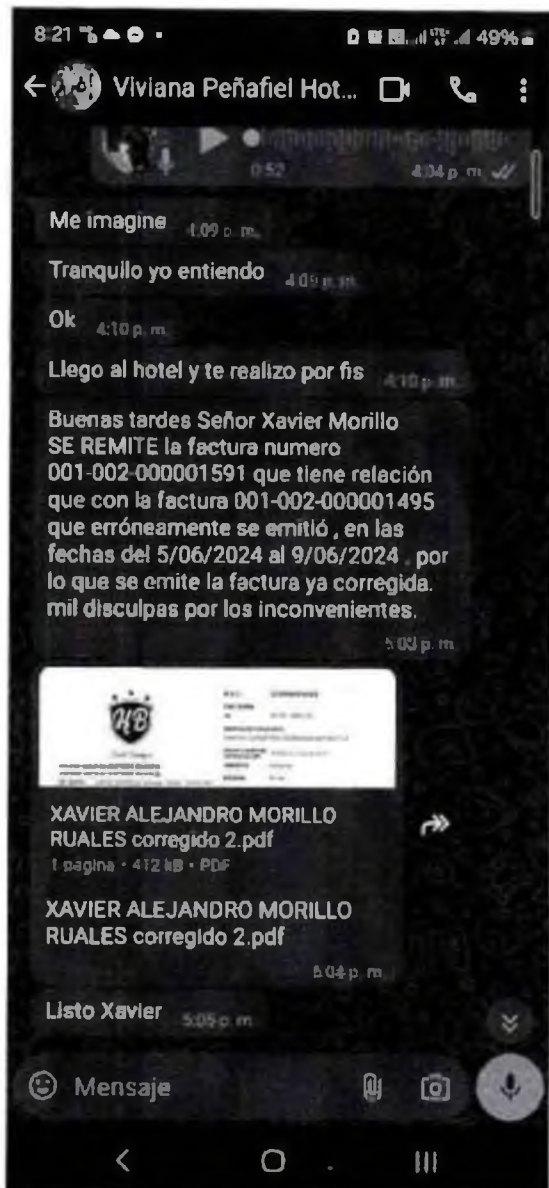 8:21
49%
Viviana Peñafiel Hot...
0:52
4:04 p. m.
Me imagine 4:09 p. m.
Tranquilo yo entiendo 4:09 p. m.
Ok 4:10 p. m.
Llego al hotel y te realizo por fis 4:10 p. m.
Buenas tardes Señor Xavier Morillo
SE REMITE la factura numero
001-002-000001591 que tiene relación
que con la factura 001-002-000001495
que erróneamente se emitió , en las
fechas del 5/06/2024 al 9/06/2024 , por
lo que se emite la factura ya corregida.
mil disculpas por los inconvenientes.
5:03 p. m.
HB
XAVIER ALEJANDRO MORILLO
RUALES corregido 2.pdf
1 página • 412 kB • PDF
XAVIER ALEJANDRO MORILLO
RUALES corregido 2.pdf
5:04 p. m.
Listo Xavier 5:05 p. m.
Mensaje